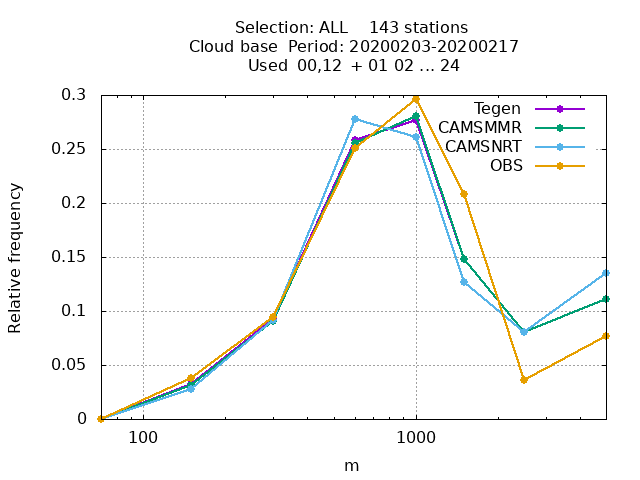 Selection: ALL    143 stations
Cloud base  Period: 20200203-20200217
Used  00,12  + 01 02 ... 24
0.3
Tegen
CAMSMMR
0.25
CAMSNRT
OBS
0.2
0.15
0.1
0.05
0
100
1000
Relative frequency
m